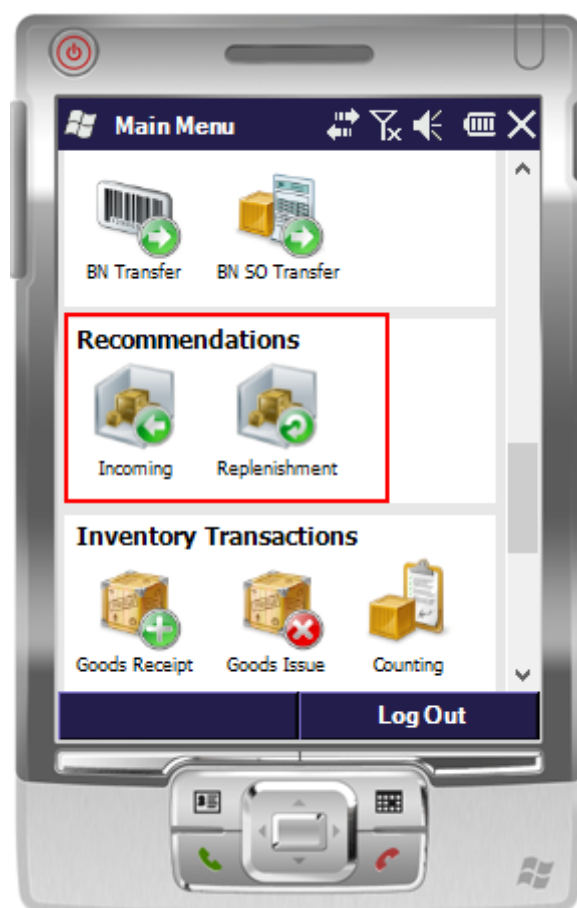 Main Menu
BN Transfer BN SO Transfer
Recommendations
Incoming Replenishment
Inventory Transactions
Goods Receipt Goods Issue Counting
Log Out